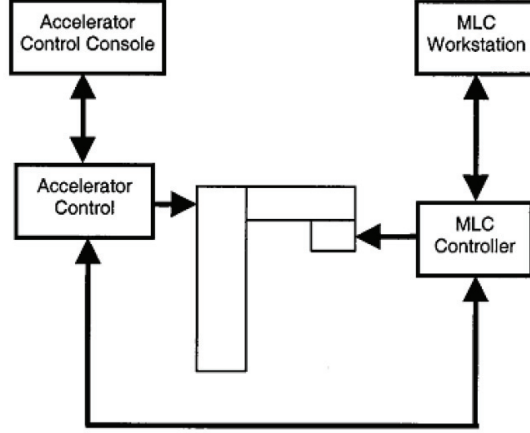 Accelerator
Control Console
MLC
Workstation
Accelerator
Control
MLC
Controller